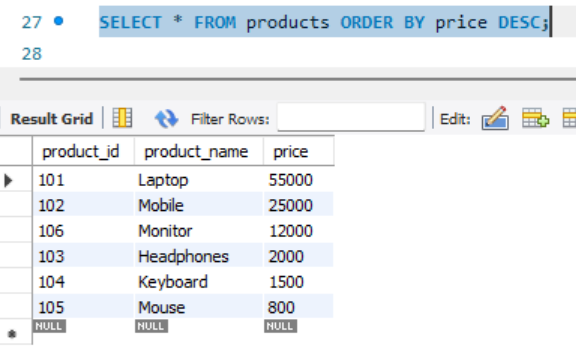 27 SELECT * FROM products ORDER BY price DESC;
28
Result Grid Filter Rows: Edit:
product_id product_name price
101 Laptop 55000
102 Mobile 25000
106 Monitor 12000
103 Headphones 2000
104 Keyboard 1500
105 Mouse 800
NULL NULL NULL